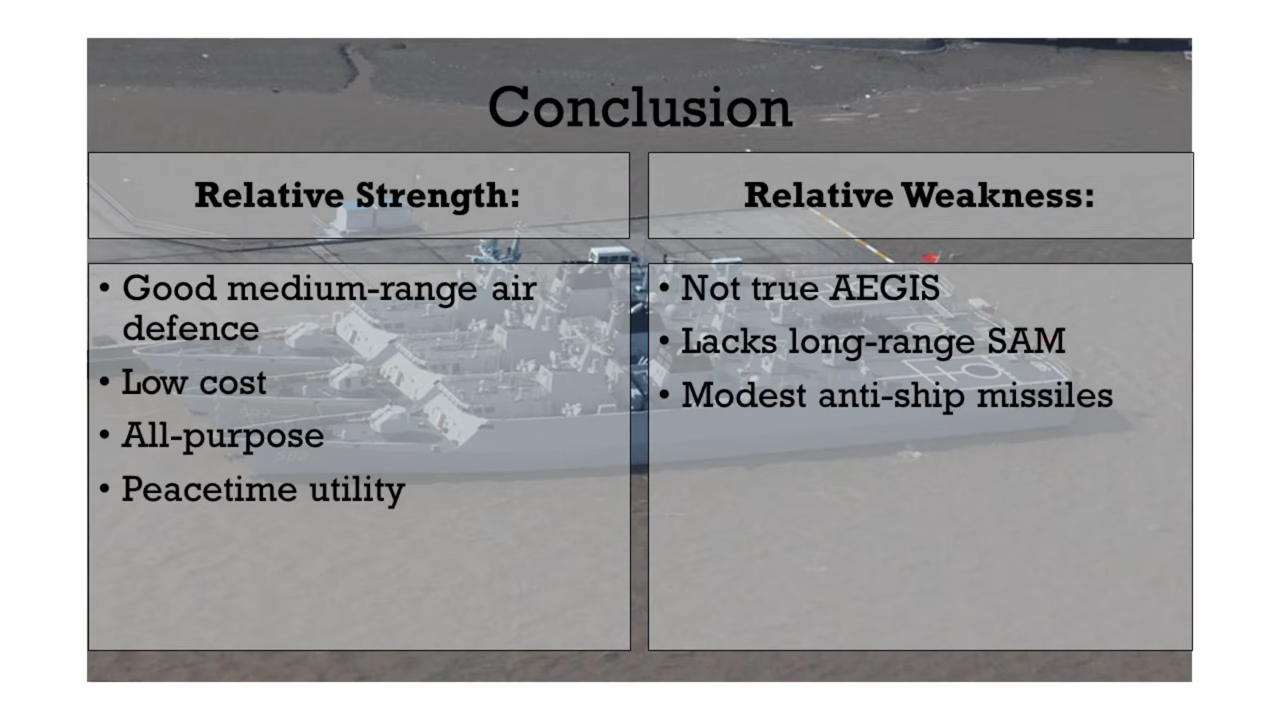 Conclusion
Relative Strength:
• Good medium-range air
defence
• Low cost
• All-purpose
• Peacetime utility
Relative Weakness:
• Not true AEGIS
• Lacks long-range SAM
• Modest anti-ship missiles